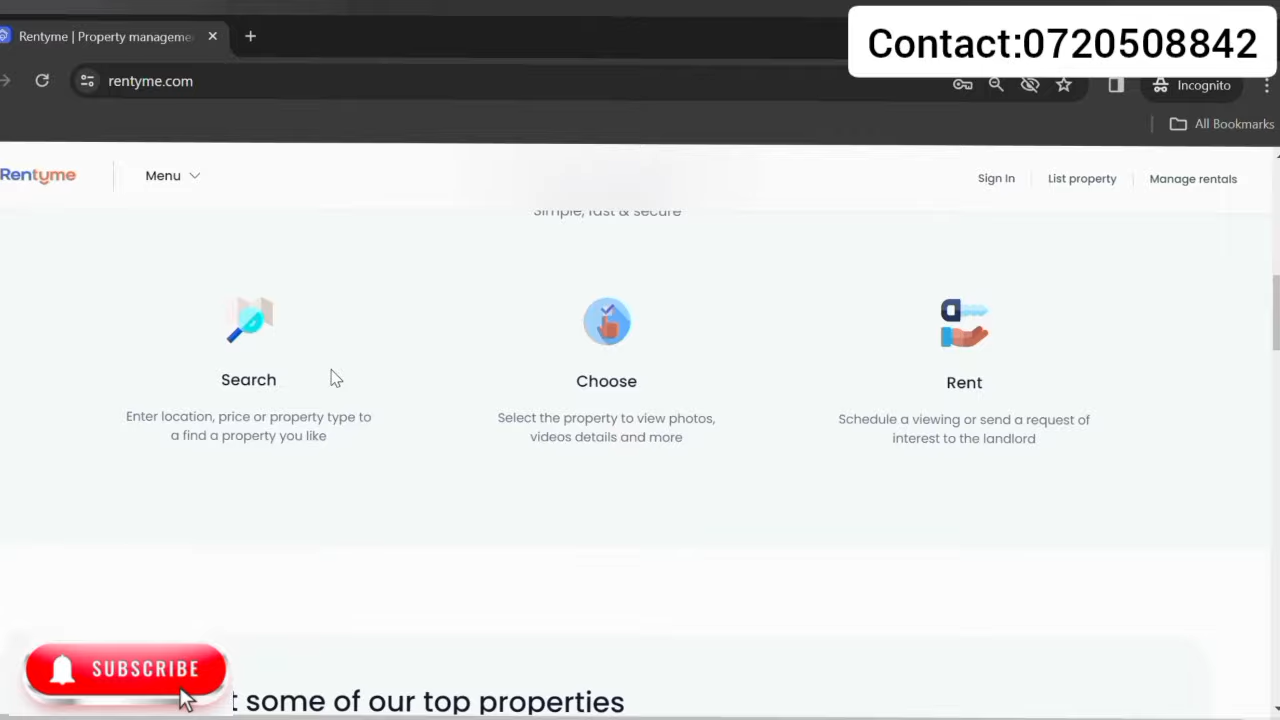 Contact:0720508842
Rentyme | Property manageme
rentyme.com
Incognito
All Bookmarks
Rentyme
Menu
Sign In
List property
Manage rentals
Simple, fast & secure
Search
Enter location, price or property type to
a find a property you like
Choose
Select the property to view photos,
videos details and more
Rent
Schedule a viewing or send a request of
interest to the landlord
SUBSCRIBE
t some of our top properties